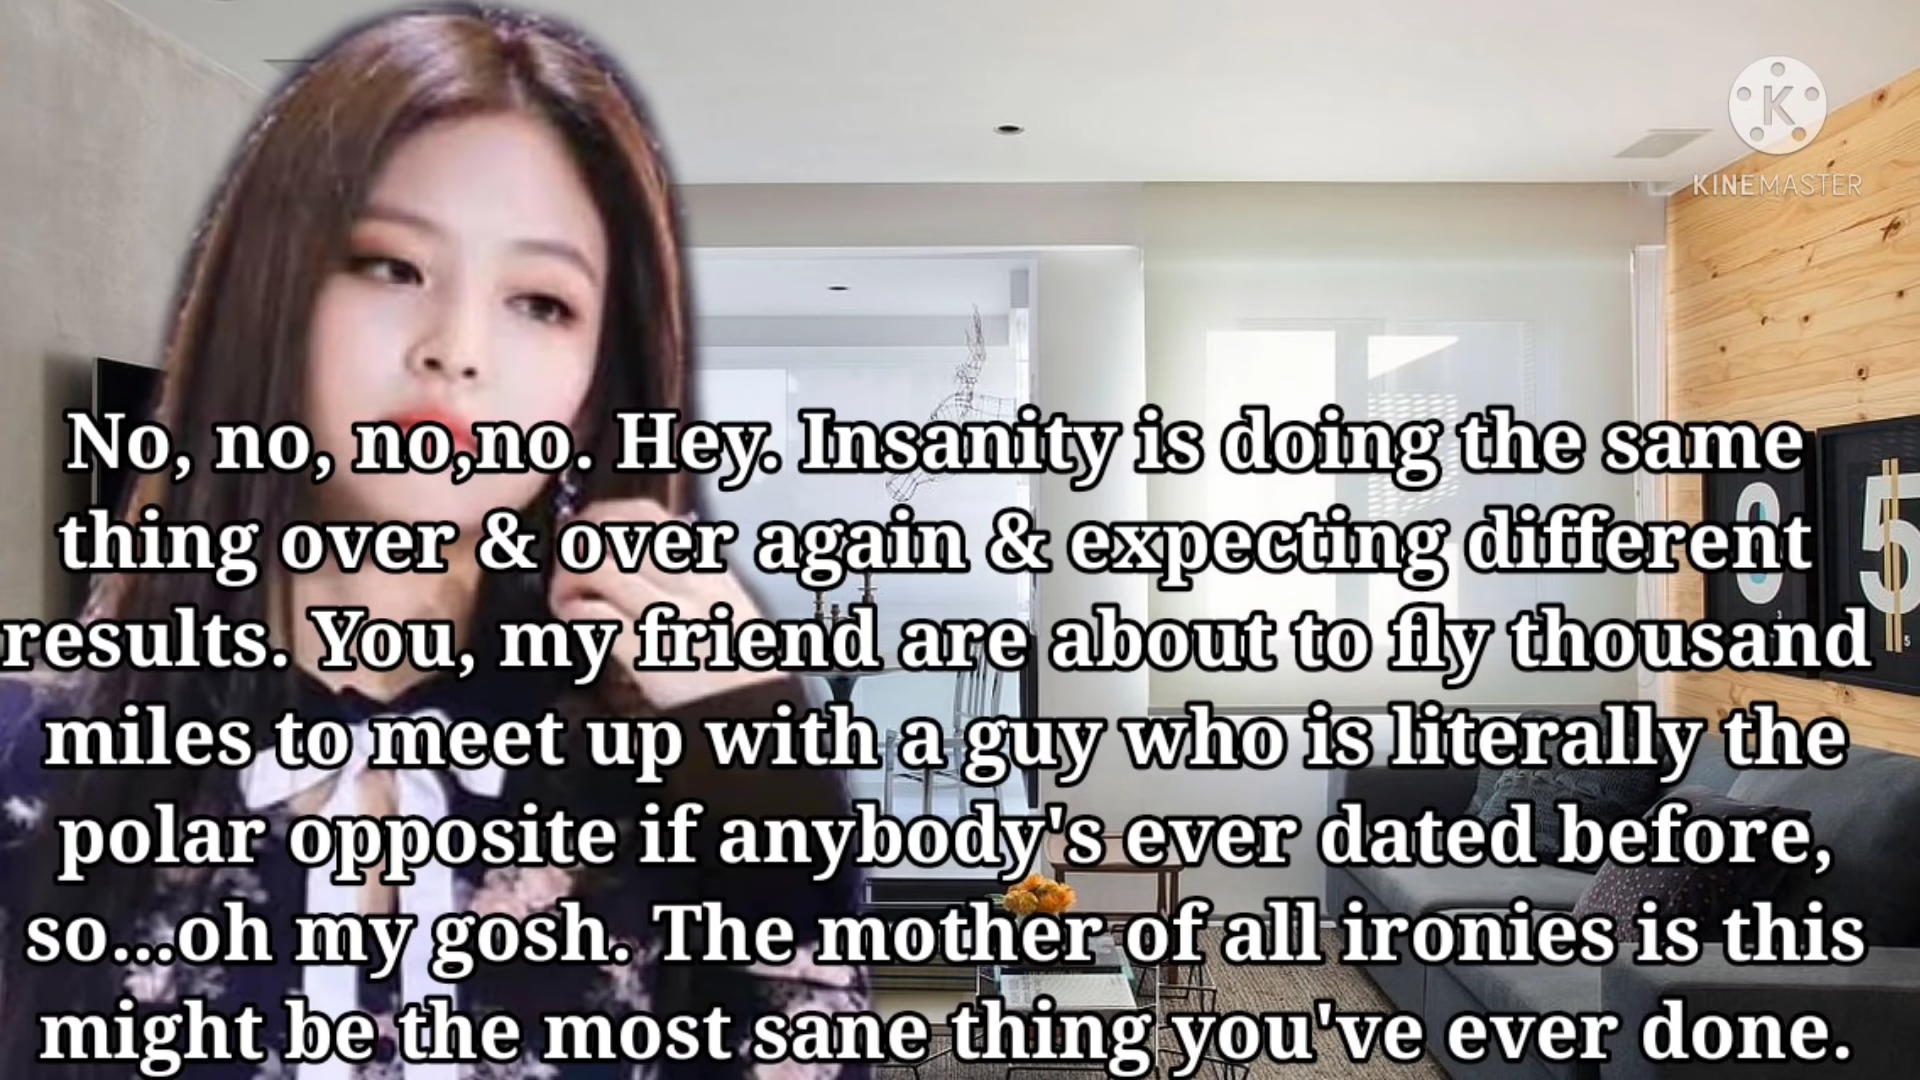 KINEMASTER
No, no, no,no. Hey. Insanity is doing the same
thing over & over again & expecting different
results. You, my friend are about to fly thousand
miles to meet up with a guy who is literally the
polar opposite if anybody's ever dated before,
so...oh my gosh. The mother of all ironies is this
might be the most sane thing you've ever done.
3
5